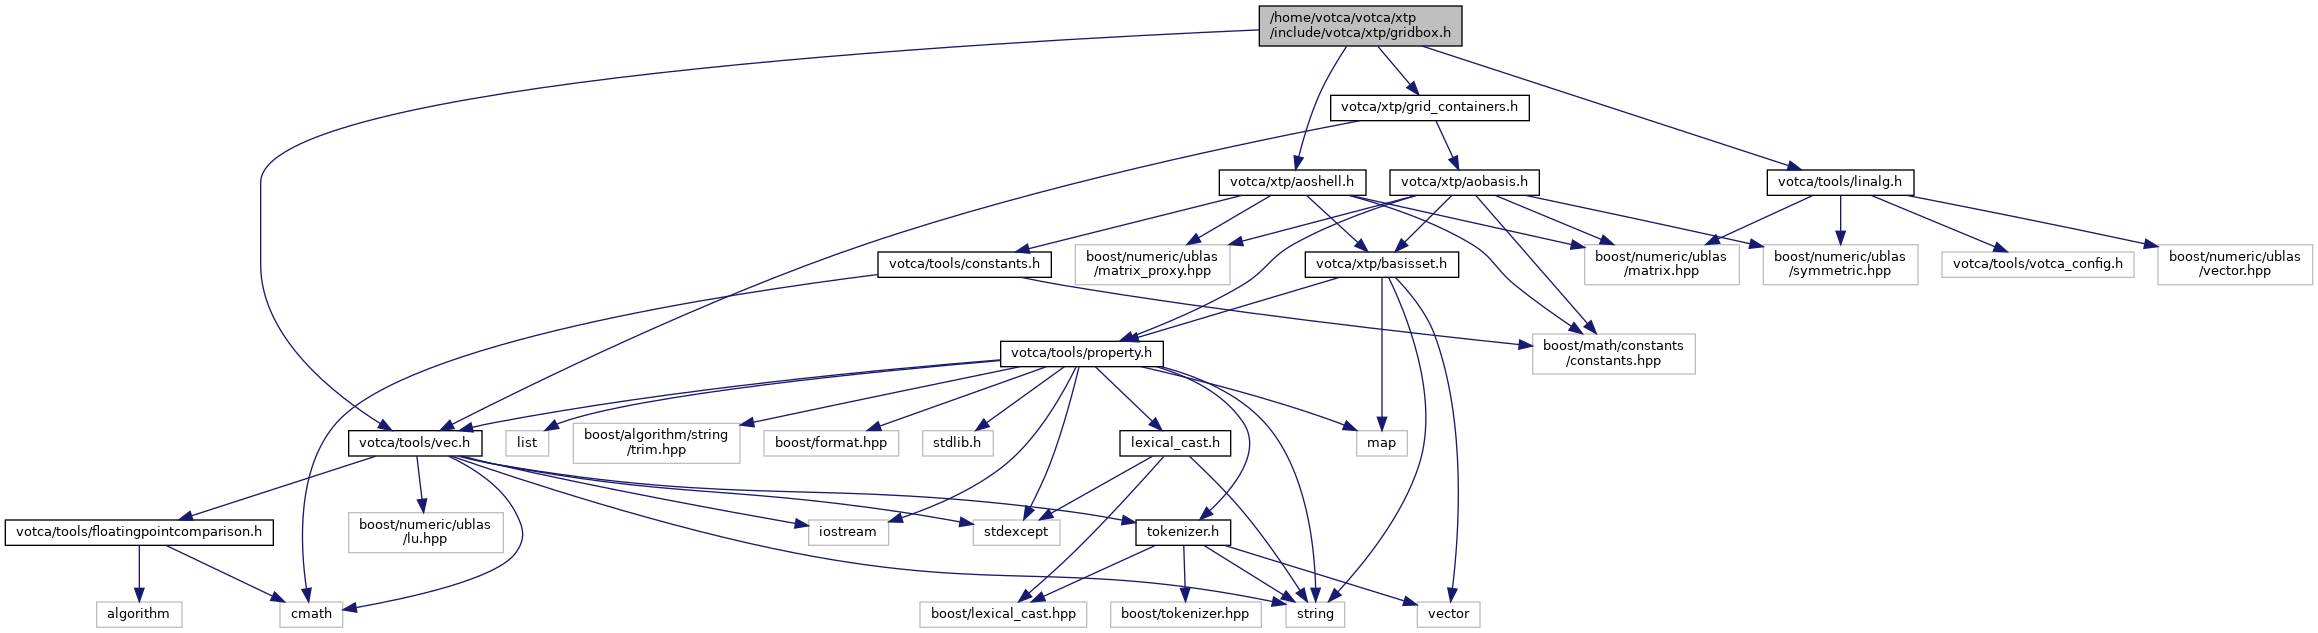 /home/votca/votca/xtp
/include/votca/xtp/gridbox.h
votca/xtp/grid_containers.h
votca/xtp/aoshell.h
votca/xtp/aobasis.h
votca/tools/linalg.h
votca/tools/constants.h
boost/numeric/ublas
/matrix_proxy.hpp
votca/xtp/basisset.h
boost/numeric/ublas
/matrix.hpp
boost/numeric/ublas
/symmetric.hpp
votca/tools/votca_config.h
boost/numeric/ublas
/vector.hpp
votca/tools/property.h
boost/math/constants
/constants.hpp
votca/tools/vec.h
list
boost/algorithm/string
/trim.hpp
boost/format.hpp
stdlib.h
lexical_cast.h
map
votca/tools/floatingpointcomparison.h
boost/numeric/ublas
/lu.hpp
iostream
stdexcept
tokenizer.h
algorithm
cmath
boost/lexical_cast.hpp
boost/tokenizer.hpp
string
vector